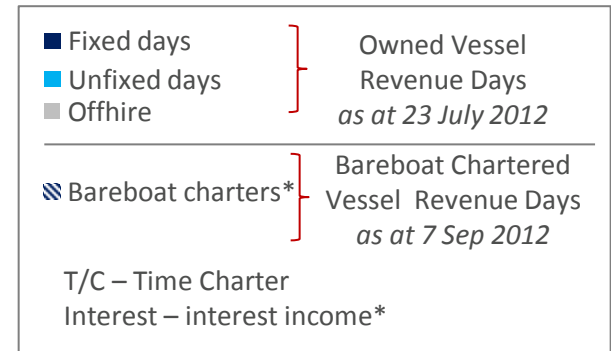 Fixed days
Unfixed days
Offhire
Owned Vessel
Revenue Days
as at 23 July 2012
Bareboat charters*
Bareboat Chartered
Vessel Revenue Days
as at 7 Sep 2012
T/C – Time Charter
Interest – interest income*